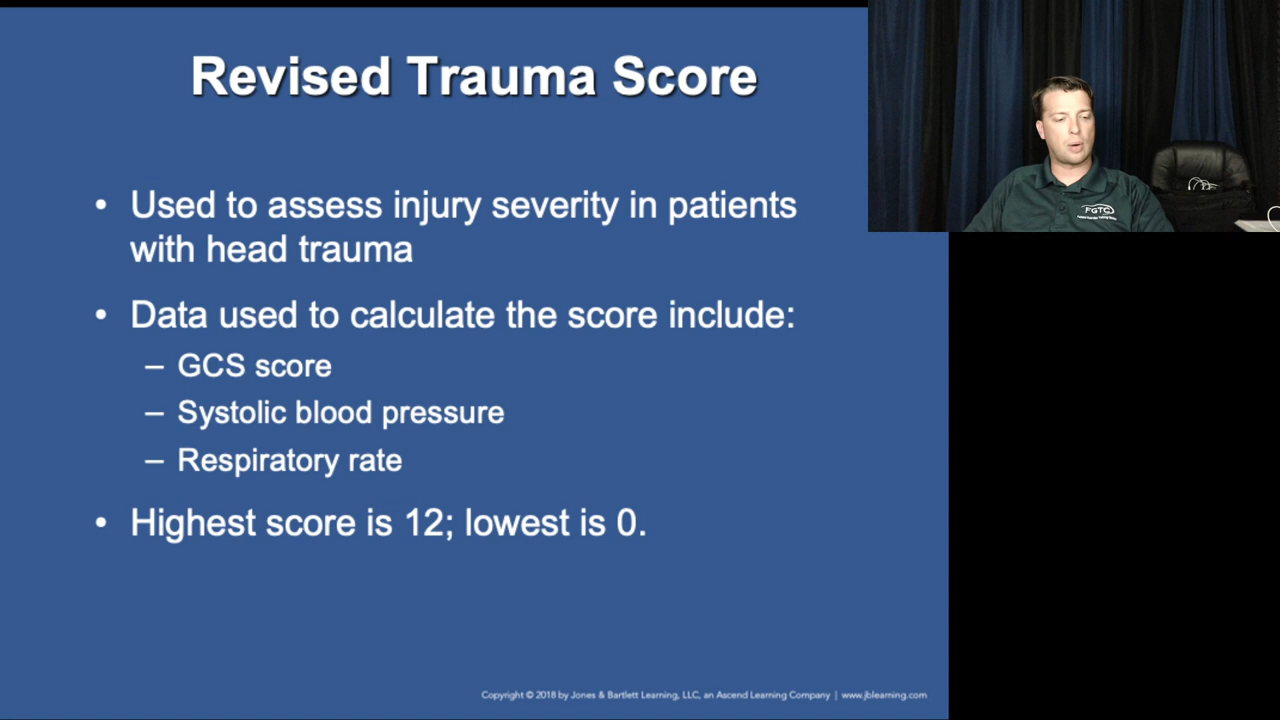 Revised Trauma Score
• Used to assess injury severity in patients
with head trauma
• Data used to calculate the score include:
– GCS score
– Systolic blood pressure
– Respiratory rate
• Highest score is 12; lowest is 0.
Copyright © 2018 by Jones & Bartlett Learning, LLC, an Ascend Learning Company | www.jblearning.com
FGTC